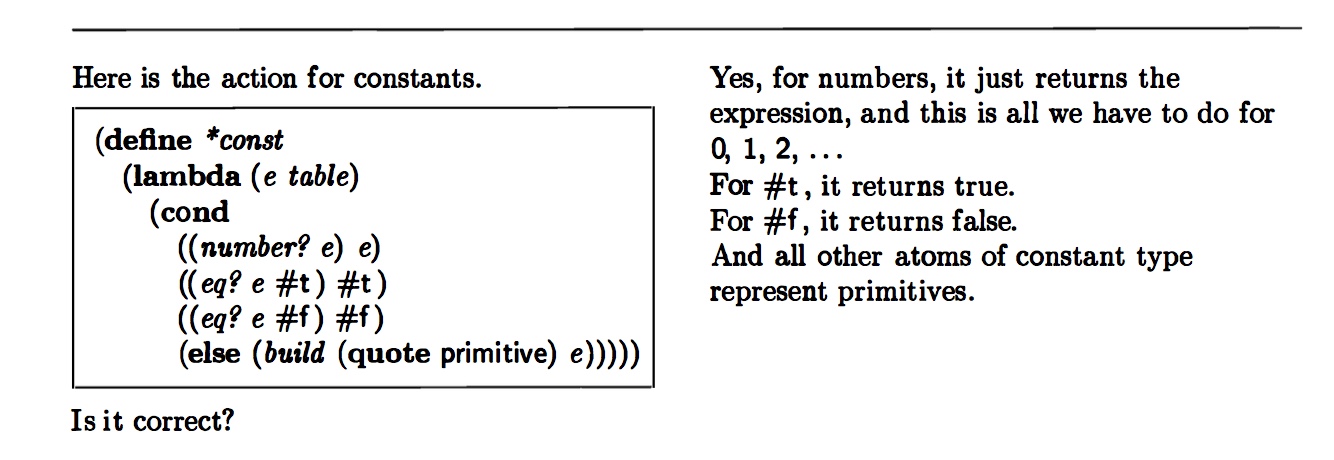 Here is the action for constants.
(define *const
(lambda (e table)
(cond
((number? e) e)
((eq? e #t) #t)
((eq? e #f) #f)
(else (build (quote primitive) e)))))
Is it correct?
Yes, for numbers, it just returns the
expression, and this is all we have to do for
0, 1, 2, ...
For #t, it returns true.
For #f, it returns false.
And all other atoms of constant type
represent primitives.